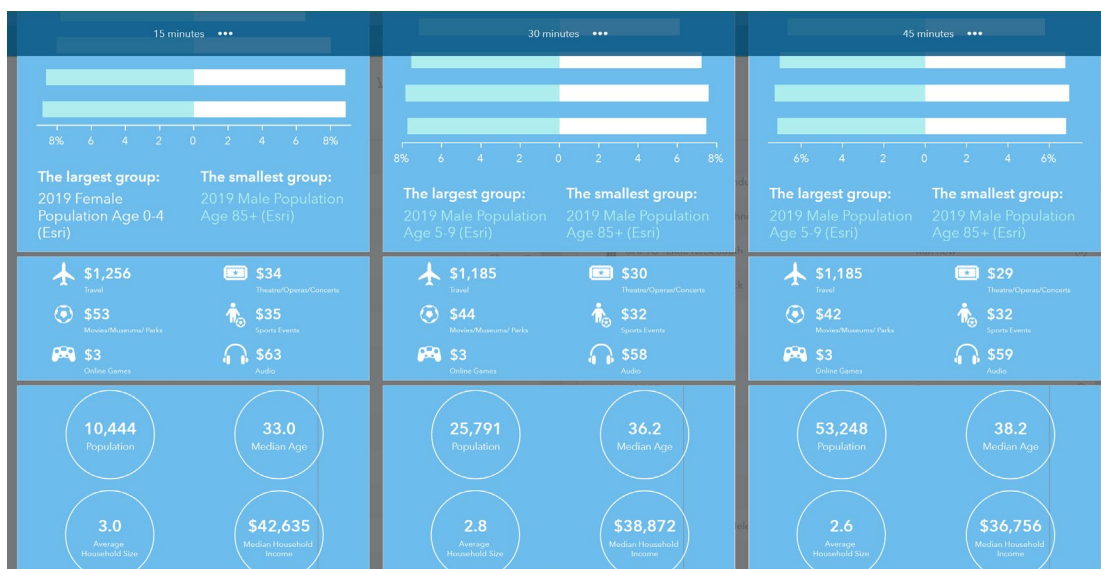 15 minutes •••
8% 6 4 2 0 2 4 6 8%
The largest group:
2019 Female
Population Age 0-4
(Esri)
The smallest group:
2019 Male Population
Age 85+ (Esri)
$1,256
Travel
$34
Theatre/Operas/Concerts
$53
Movies/Museums/ Parks
$35
Sports Events
$3
Online Games
$63
Audio
10,444
Population
33.0
Median Age
3.0
Average
Household Size
$42,635
Median Household
Income
30 minutes •••
8% 6 4 2 0 2 4 6 8%
The largest group:
2019 Male Population
Age 5-9 (Esri)
The smallest group:
2019 Male Population
Age 85+ (Esri)
$1,185
Travel
$30
Theatre/Operas/Concerts
$44
Movies/Museums/ Parks
$32
Sports Events
$3
Online Games
$58
Audio
25,791
Population
36.2
Median Age
2.8
Average
Household Size
$38,872
Median Household
Income
45 minutes •••
6% 4 2 0 2 4 6%
The largest group:
2019 Male Population
Age 5-9 (Esri)
The smallest group:
2019 Male Population
Age 85+ (Esri)
$1,185
Travel
$29
Theatre/Operas/Concerts
$42
Movies/Museums/ Parks
$32
Sports Events
$3
Online Games
$59
Audio
53,248
Population
38.2
Median Age
2.6
Average
Household Size
$36,756
Median Household
Income